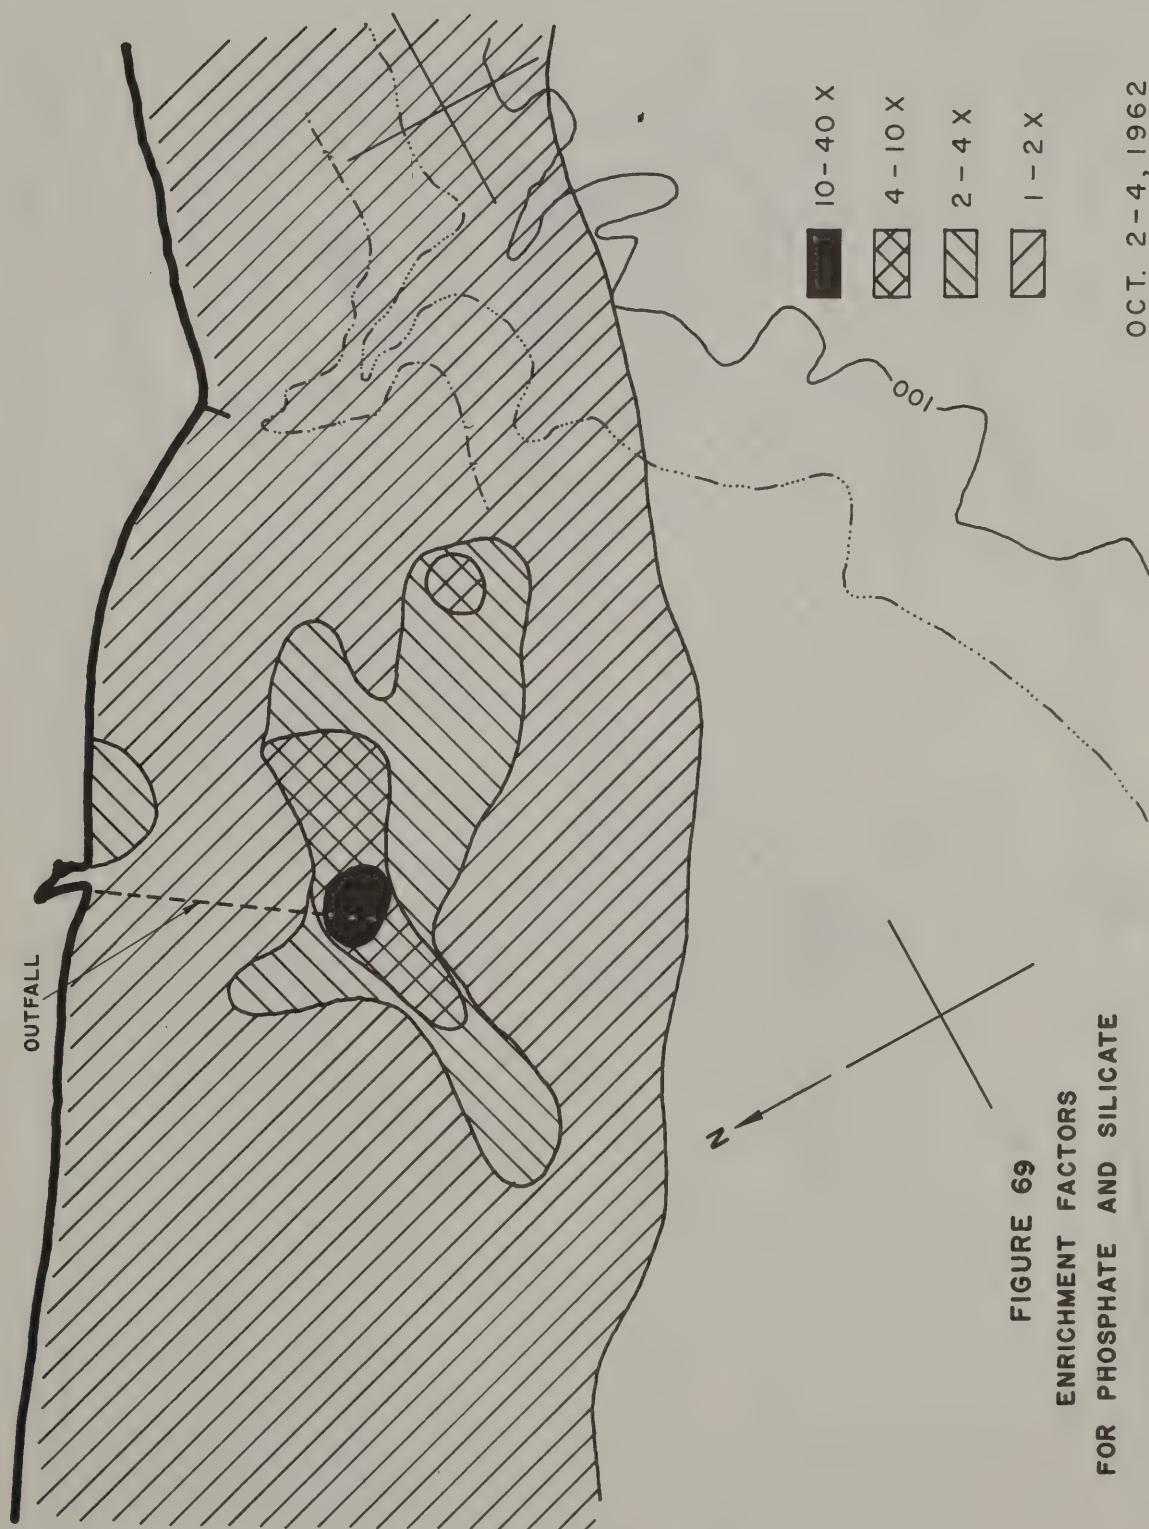 OUTFALL
10-40 X
4-10 X
2-4 X
1-2 X
100
N
OCT. 2-4, 1962
FIGURE 69
ENRICHMENT FACTORS
FOR PHOSPHATE AND SILICATE